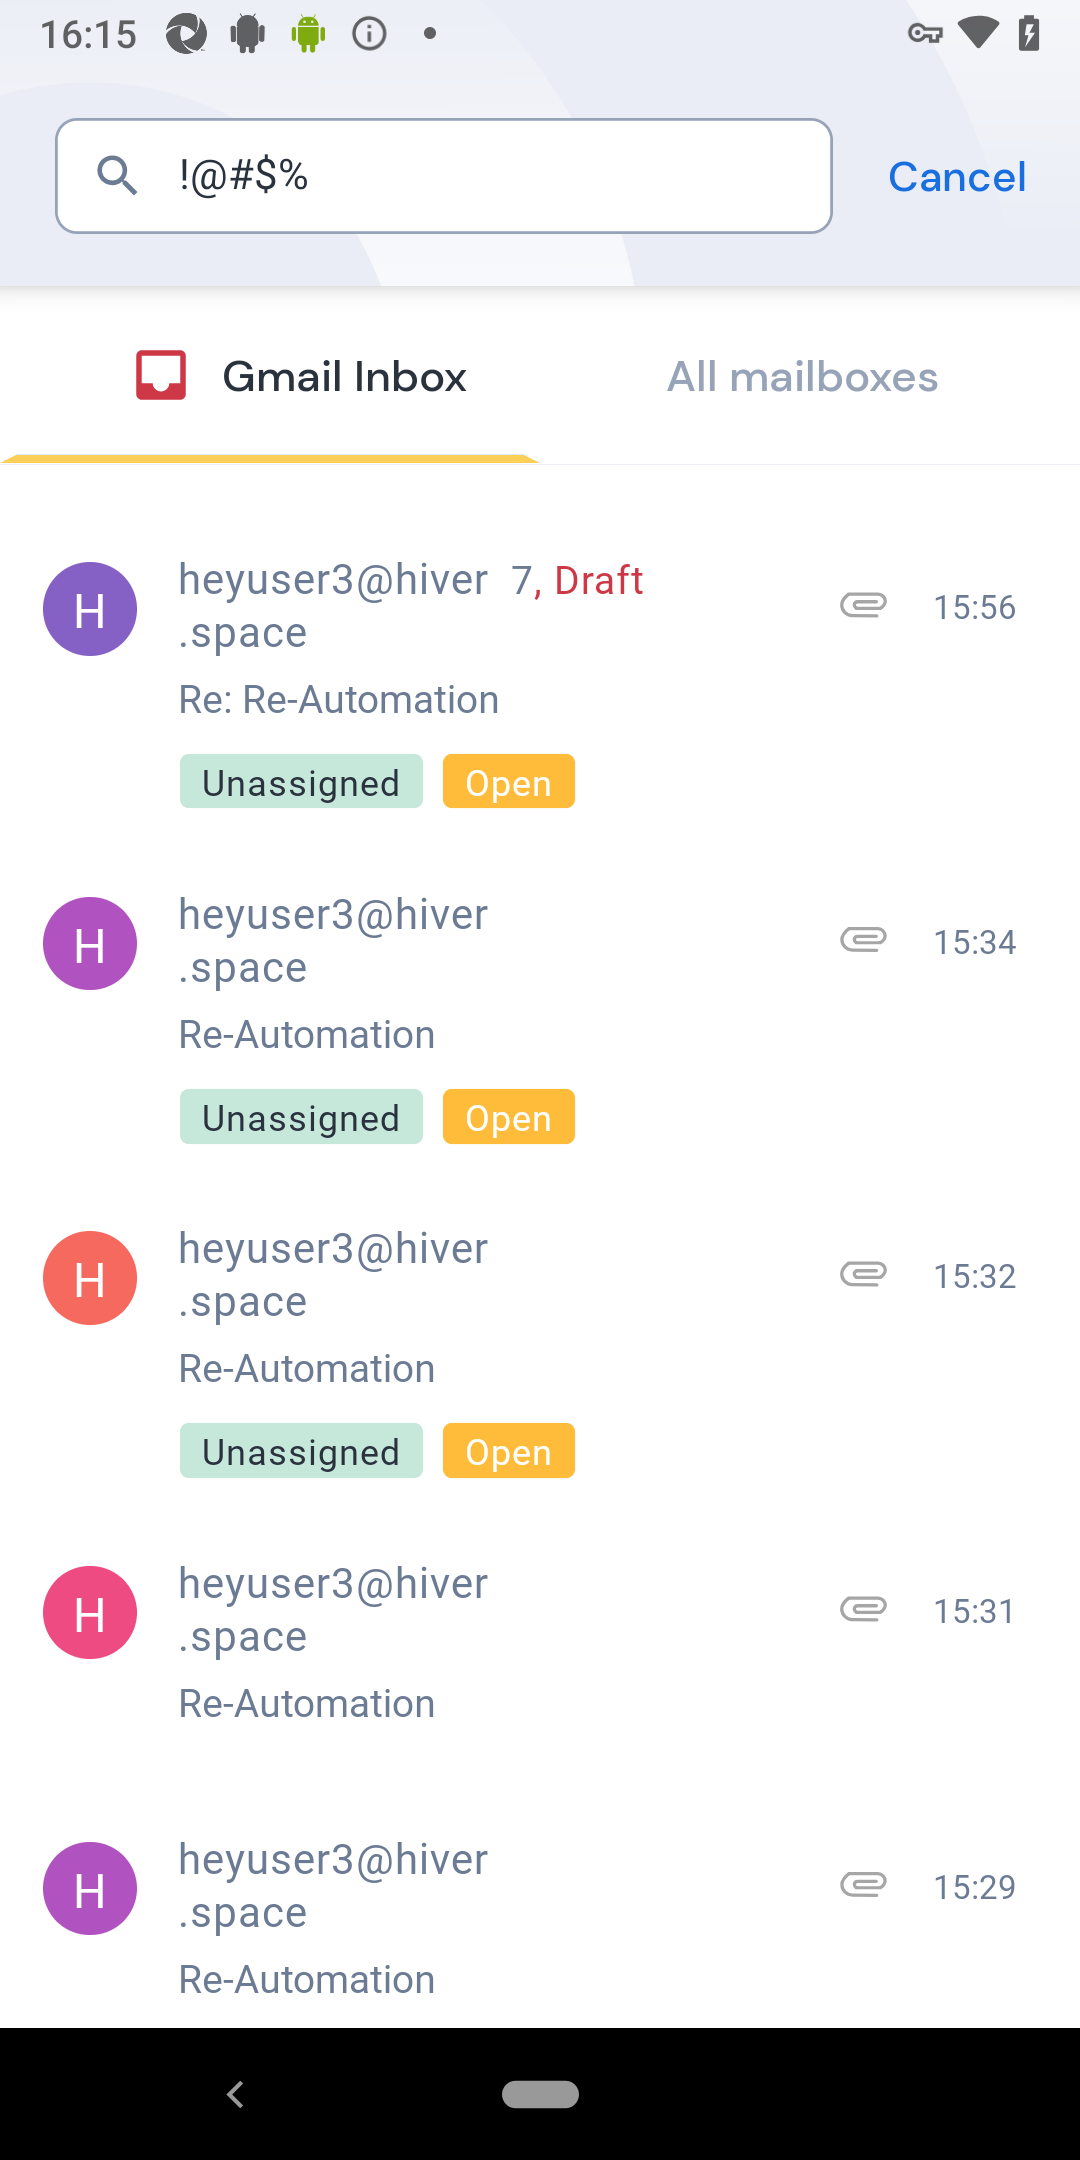 16:15
!@#$%
Cancel
Gmail Inbox
All mailboxes
H
heyuser3@hiver 7, Draft
.space
15:56
Re: Re-Automation
Unassigned Open
H
heyuser3@hiver
.space
15:34
Re-Automation
Unassigned Open
H
heyuser3@hiver
.space
15:32
Re-Automation
Unassigned Open
H
heyuser3@hiver
.space
15:31
Re-Automation
H
heyuser3@hiver
.space
15:29
Re-Automation